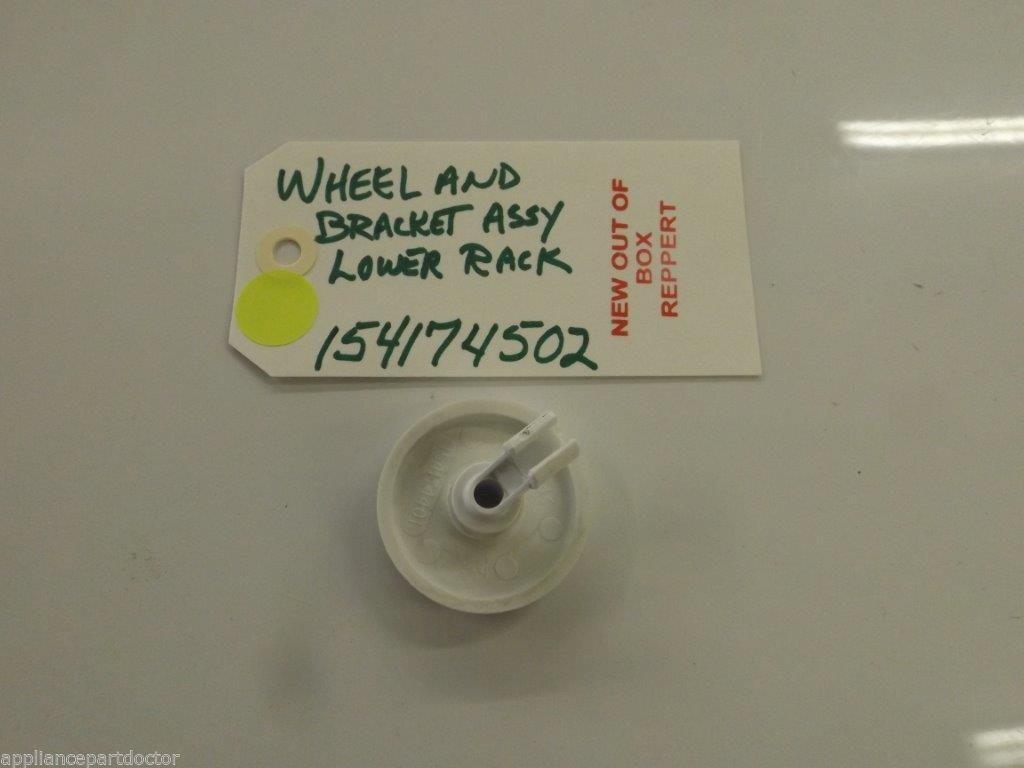 WHEEL AND
BRACKET ASSY
LOWER RACK
154174502
NEW OUT OF
BOX
REPPERT
appliancepartdoctor